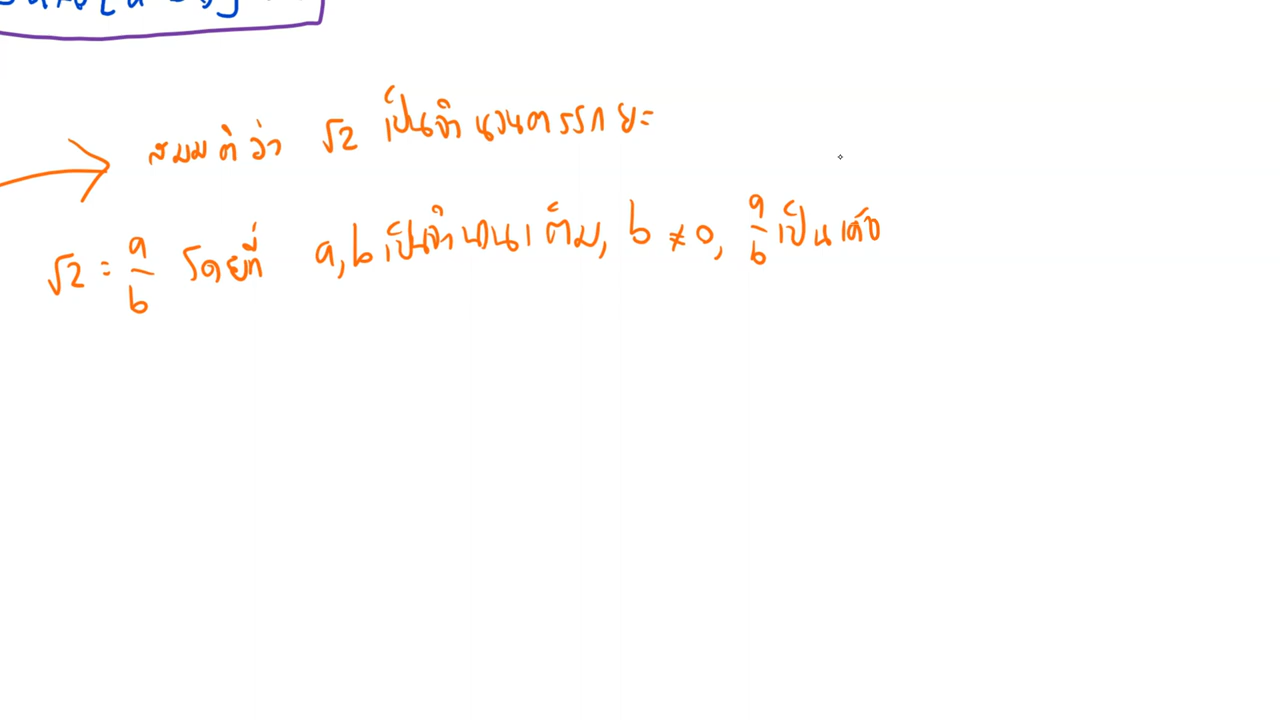 สมมติว่า √2 เป็นจำนวนตรรกยะ
√2 = a/b โดยที่ a, b เป็นจำนวนเต็ม, b ≠ 0, a/b เป็นเศษ